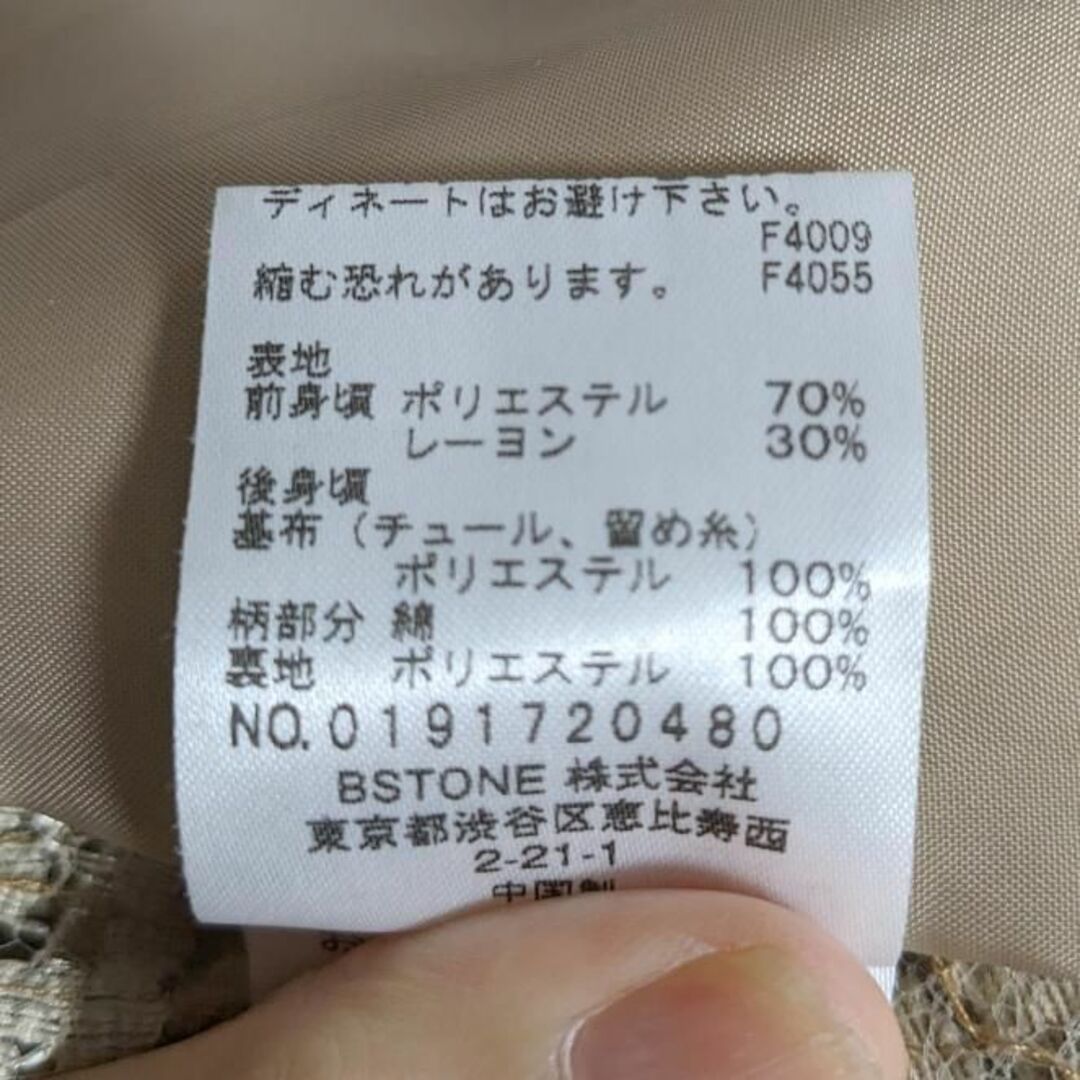 ディネートはお避け下さい。
F4009
縮む恐れがあります。 F4055
表地
前身頃 ポリエステル 70%
レーヨン 30%
後身頃
基布（チュール、留め糸）
ポリエステル 100%
柄部分 綿 100%
裏地 ポリエステル 100%
NO.0191720480
BSTONE 株式会社
東京都渋谷区恵比寿西
2-21-1
中国製